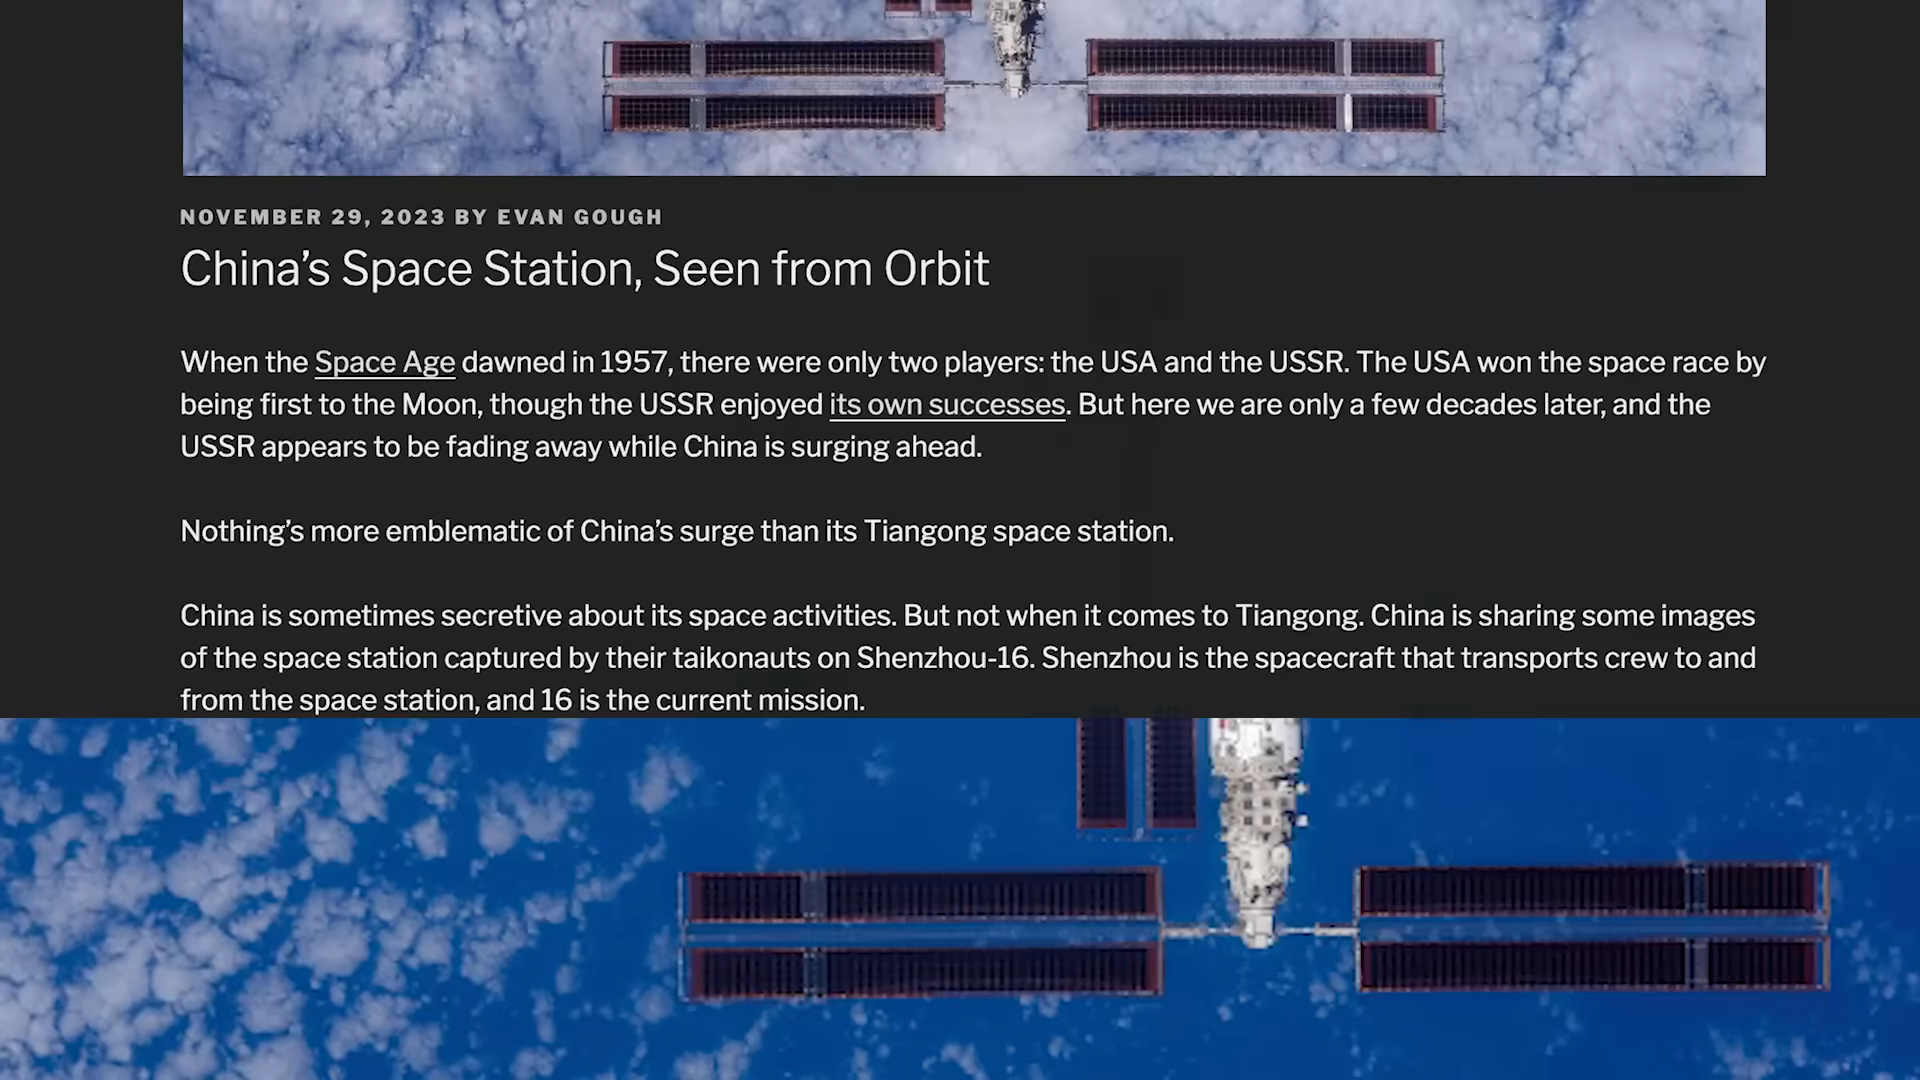 NOVEMBER 29, 2023 BY EVAN GOUGH
China’s Space Station, Seen from Orbit
When the Space Age dawned in 1957, there were only two players: the USA and the USSR. The USA won the space race by
being first to the Moon, though the USSR enjoyed its own successes. But here we are only a few decades later, and the
USSR appears to be fading away while China is surging ahead.
Nothing’s more emblematic of China’s surge than its Tiangong space station.
China is sometimes secretive about its space activities. But not when it comes to Tiangong. China is sharing some images
of the space station captured by their taikonauts on Shenzhou-16. Shenzhou is the spacecraft that transports crew to and
from the space station, and 16 is the current mission.